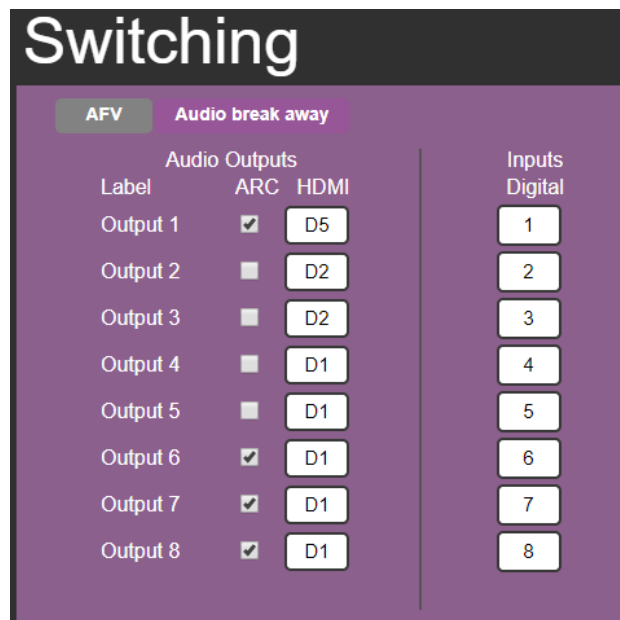 Switching
AFV Audio break away
Audio Outputs Inputs
Label ARC HDMI Digital
Output 1 D5 1
Output 2 D2 2
Output 3 D2 3
Output 4 D1 4
Output 5 D1 5
Output 6 D1 6
Output 7 D1 7
Output 8 D1 8